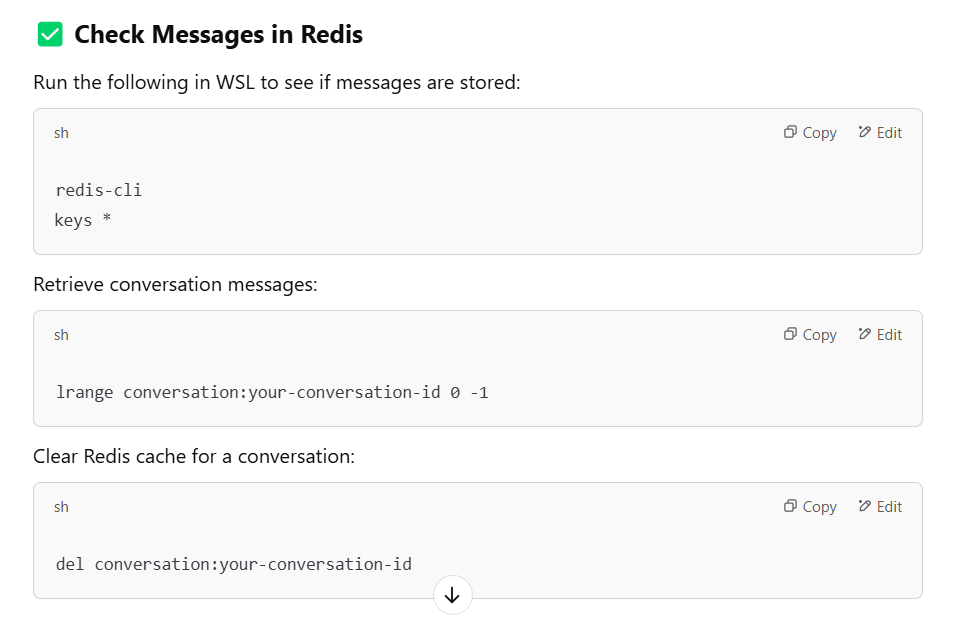 ✅ Check Messages in Redis
Run the following in WSL to see if messages are stored:
sh Copy Edit
redis-cli
keys *
Retrieve conversation messages:
sh Copy Edit
lrange conversation:your-conversation-id 0 -1
Clear Redis cache for a conversation:
sh Copy Edit
del conversation:your-conversation-id